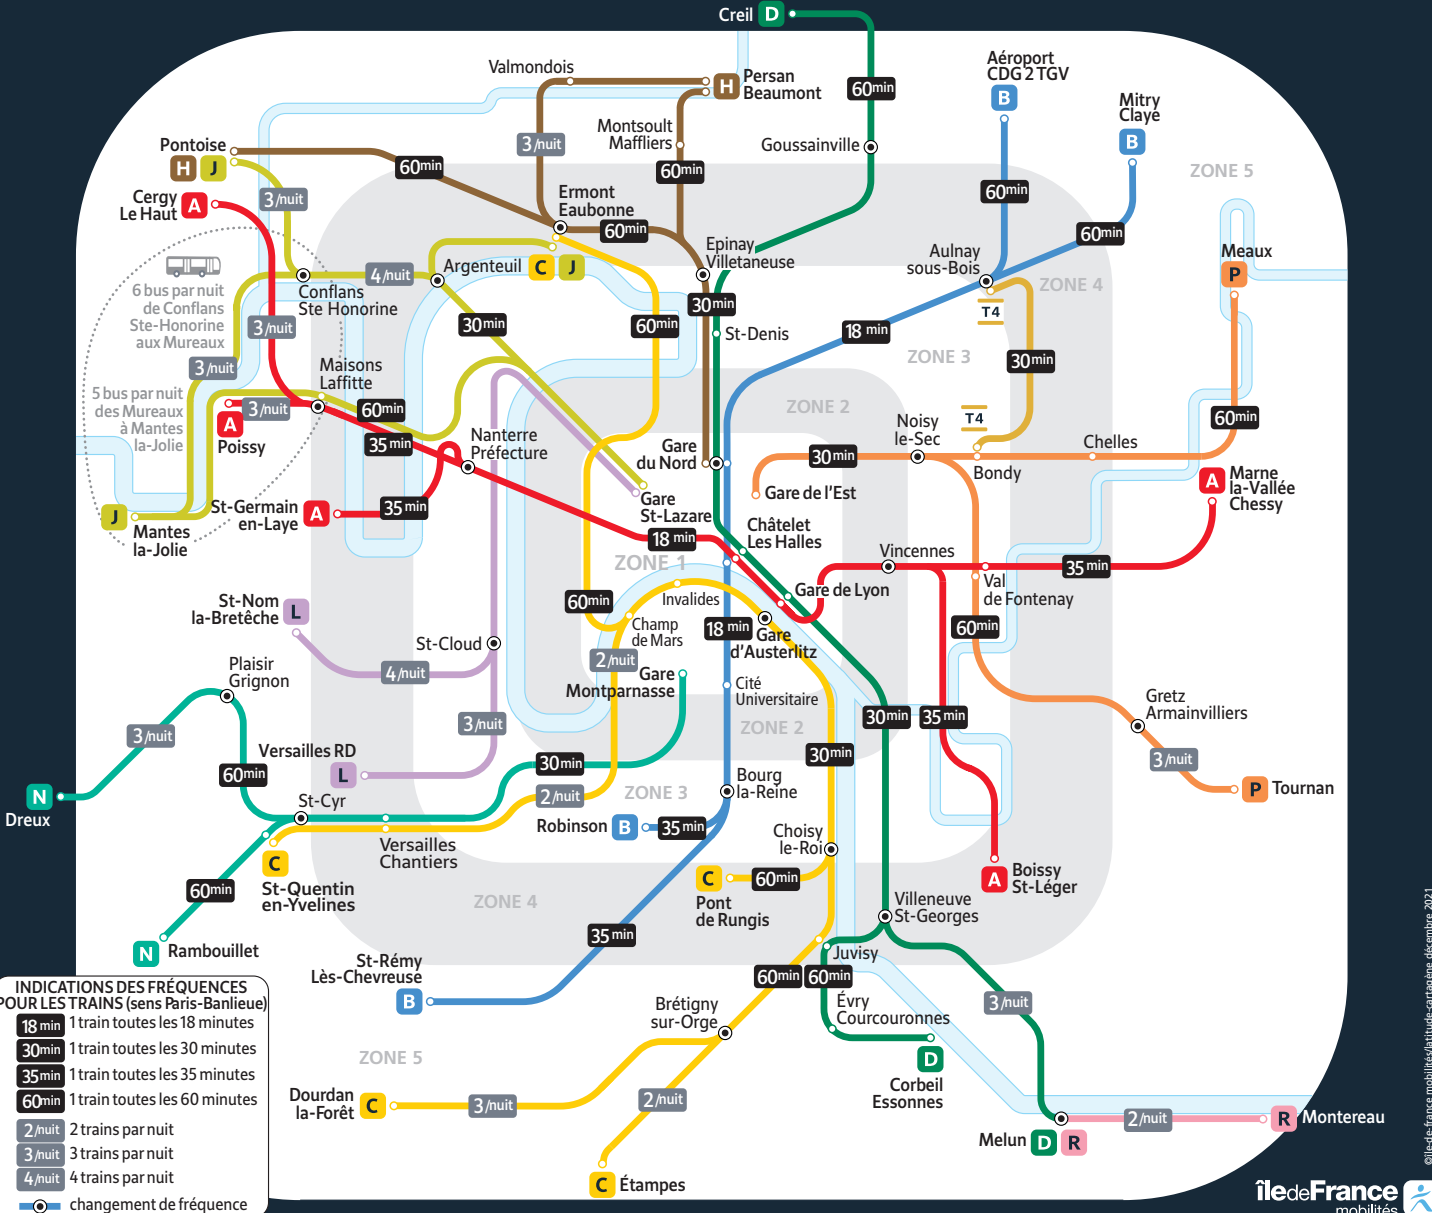 Creil D
Valmondois
H Persan
Beaumont
60min
Aéroport
CDG 2 TGV
B
Mitry
Claye
B
Montsoult
Maffliers
Goussainville
3/nuit
Pontoise
H J
60min
60min
ZONE 5
Cergy
Le Haut A
3/nuit
Ermont
Eaubonne
60min
60min
60min
Epinay
Villetaneuse
Aulnay
sous-Bois
Meaux
P
Argenteuil C J
4/nuit
ZONE 4
6 bus par nuit
de Conflans
Ste-Honorine
aux Mureaux
Conflans
Ste Honorine
30min
T4
3/nuit
30min
60min
St-Denis
18 min
ZONE 3
30min
3/nuit
Maisons
Laffitte
5 bus par nuit
des Mureaux
à Mantes
la-Jolie
3/nuit
60min
ZONE 2
T4
60min
A
Poissy
35min
Nanterre
Préfecture
Noisy
le-Sec
Chelles
Gare
du Nord
30min
Bondy
Marne
la-Vallée
Chessy
A
Gare de l'Est
J
Mantes
la-Jolie
St-Germain
en-Laye A
35min
Gare
St-Lazare
Châtelet
Les Halles
18 min
Vincennes
ZONE 1
35min
Val
de Fontenay
Gare de Lyon
St-Nom
la-Bretêche L
60min
Invalides
Champ
de Mars
18 min
Gare
d'Austerlitz
60min
St-Cloud
2/nuit
4/nuit
Plaisir
Grignon
Gare
Montparnasse
Cité
Universitaire
Gretz
Armainvilliers
3/nuit
3/nuit
ZONE 2
30min
35min
Versailles RD
L
60min
30min
30min
3/nuit
P Tournan
N
Dreux
St-Cyr
2/nuit
ZONE 3
Bourg
la-Reine
Robinson B
35min
Versailles
Chantiers
Choisy
le-Roi
C
St-Quentin
en-Yvelines
C
60min
Pont
de Rungis
A Boissy
St-Léger
60min
ZONE 4
Villeneuve
St-Georges
N Rambouillet
35min
Juvisy
St-Rémy
Lès-Chevreuse
B
60min
60min
Évry
Courcouronnes
3/nuit
Brétigny
sur-Orge
ZONE 5
D
Corbeil
Essonnes
Dourdan
la-Forêt C
3/nuit
2/nuit
2/nuit
R Montereau
Melun D R
C Étampes
INDICATIONS DES FRÉQUENCES
POUR LES TRAINS (sens Paris-Banlieue)
18 min 1 train toutes les 18 minutes
30min 1 train toutes les 30 minutes
35min 1 train toutes les 35 minutes
60min 1 train toutes les 60 minutes
2/nuit 2 trains par nuit
3/nuit 3 trains par nuit
4/nuit 4 trains par nuit
changement de fréquence
©île-de-france mobilités/latitude-cartagène décembre 2021
îledeFrance
mobilités